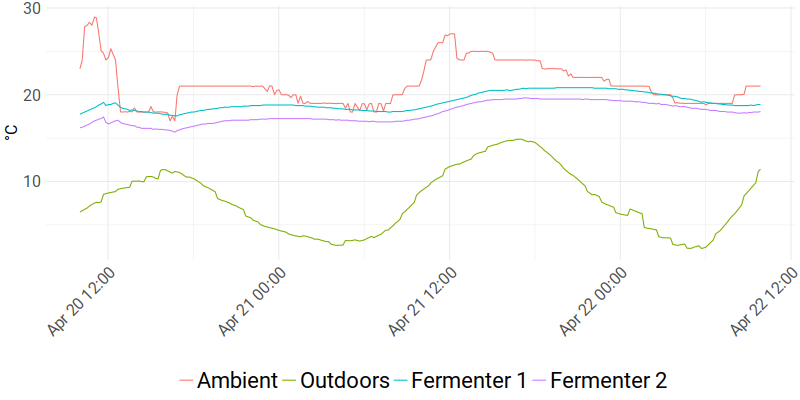 30
20
10
°C
Apr 20 12:00
Apr 21 00:00
Apr 21 12:00
Apr 22 00:00
Apr 22 12:00
Ambient Outdoors Fermenter 1 Fermenter 2